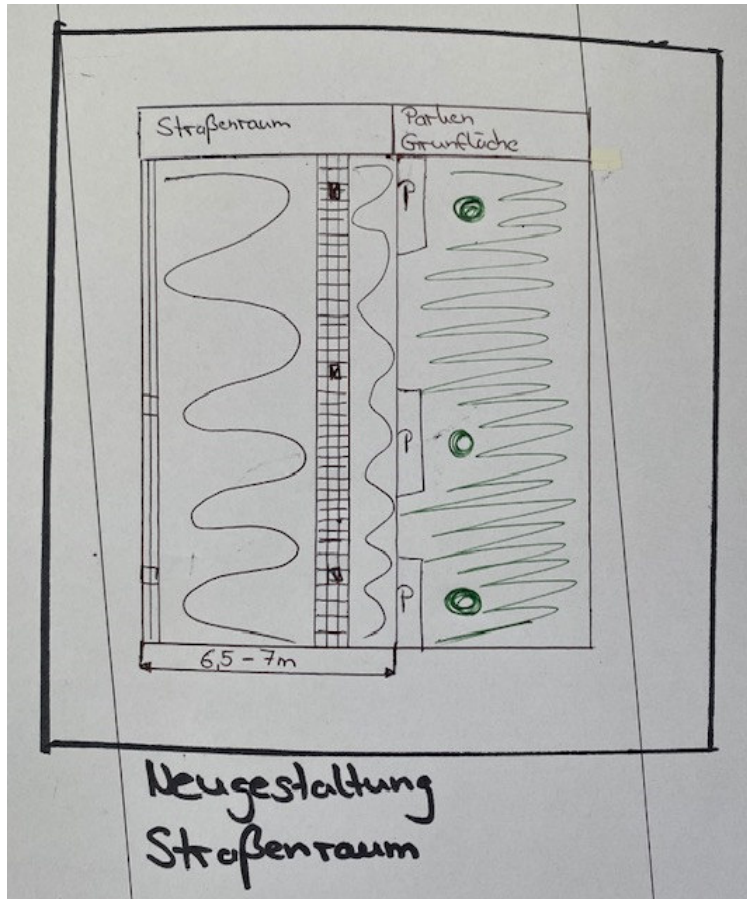 Straßenraum
Parken
Grünfläche
P
P
P
6,5 - 7m
Neugestaltung
Straßenraum